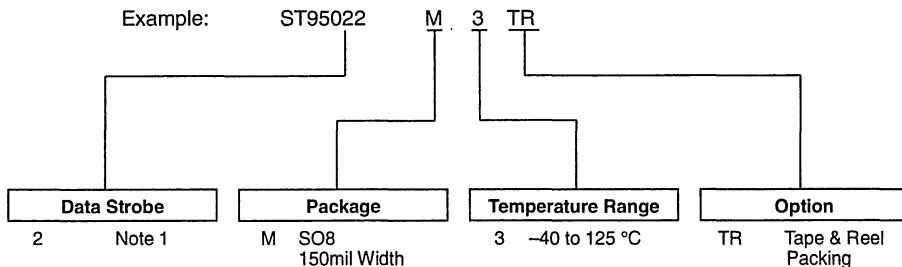 Example: ST95022 M 3 TR
Data Strobe Package Temperature Range Option
2 Note 1 M SO8 3 –40 to 125 °C TR Tape & Reel
150mil Width Packing